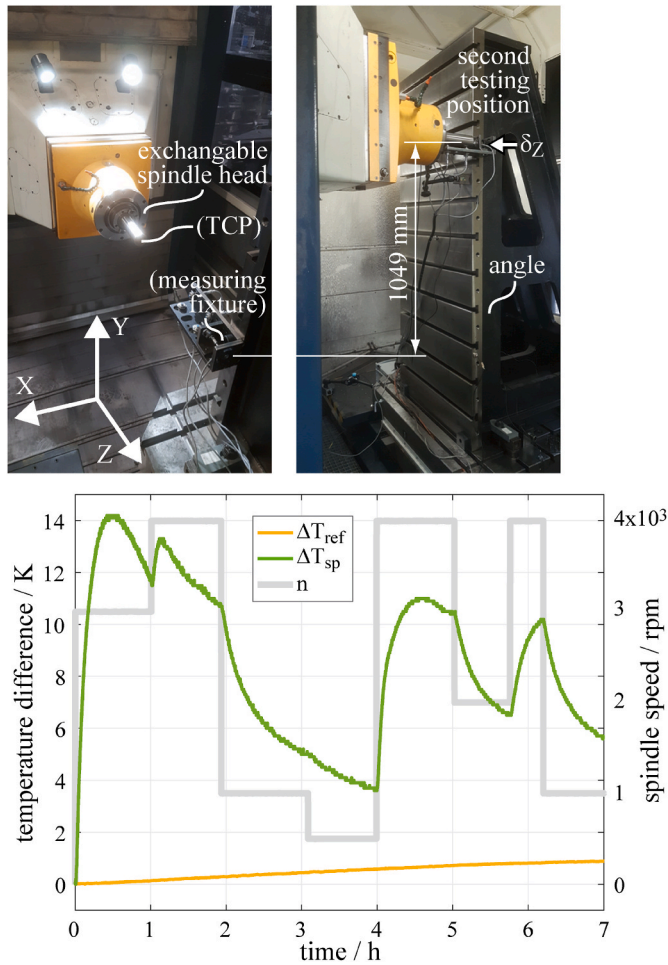 exchangable
spindle head
(TCP)
(measuring
fixture)
Y
X
Z
second
testing
position
δZ
1049 mm
angle
14
12
10
8
6
4
2
0
temperature difference / K
ΔTref
ΔTsp
n
4x10³
3
2
1
0
spindle speed / rpm
0 1 2 3 4 5 6 7
time / h